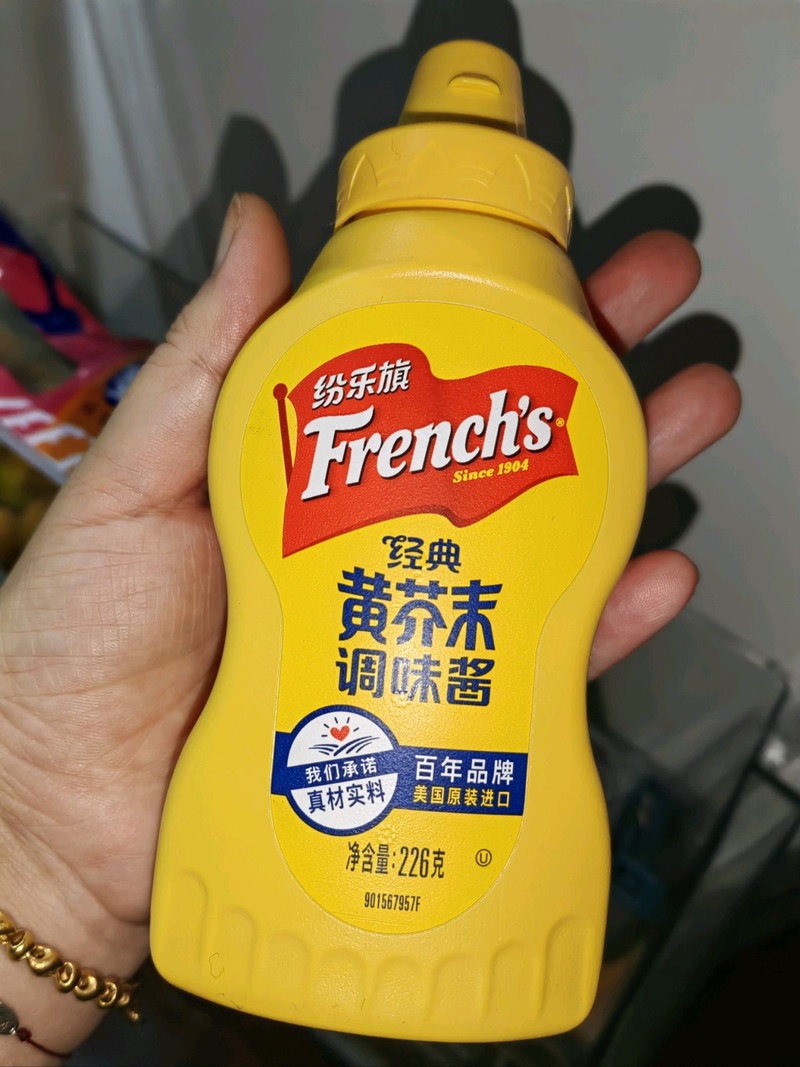 纷乐旗
French's®
Since 1904
经典
黄芥末
调味酱
我们承诺
真材实料
百年品牌
美国原装进口
净含量:226克
U
901567957F